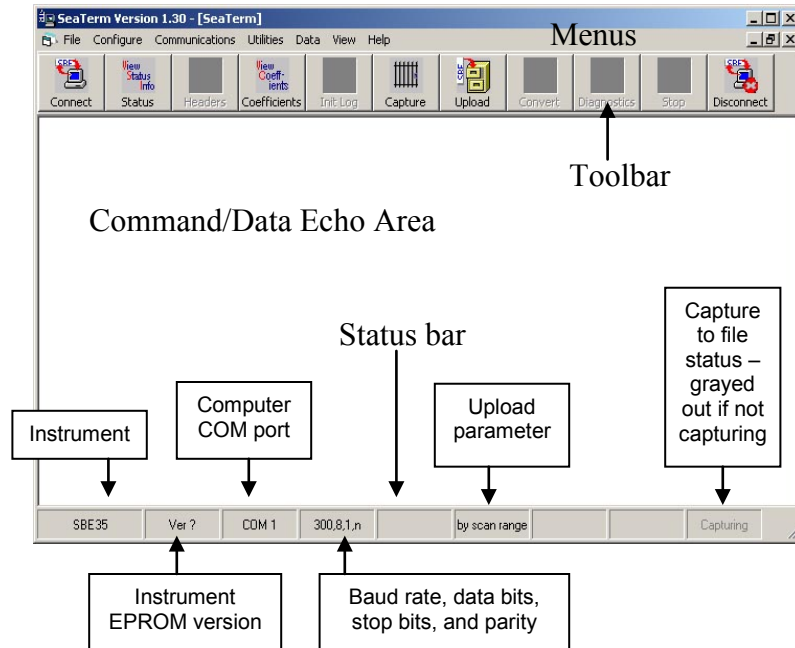 SeaTerm Version 1.30 - [SeaTerm]
File Configure Communications Utilities Data View Help
Menus
SBE
View Status Info
View Coeff- icients
SBE
SBE
Connect Status Headers Coefficients Init Log Capture Upload Convert Diagnostics Stop Disconnect
Toolbar
Command/Data Echo Area
Status bar
Capture
to file
status –
grayed
out if not
capturing
Computer
COM port
Upload
parameter
Instrument
SBE35 Ver ? COM 1 300,8,1,n by scan range Capturing
Instrument
EPROM version
Baud rate, data bits,
stop bits, and parity